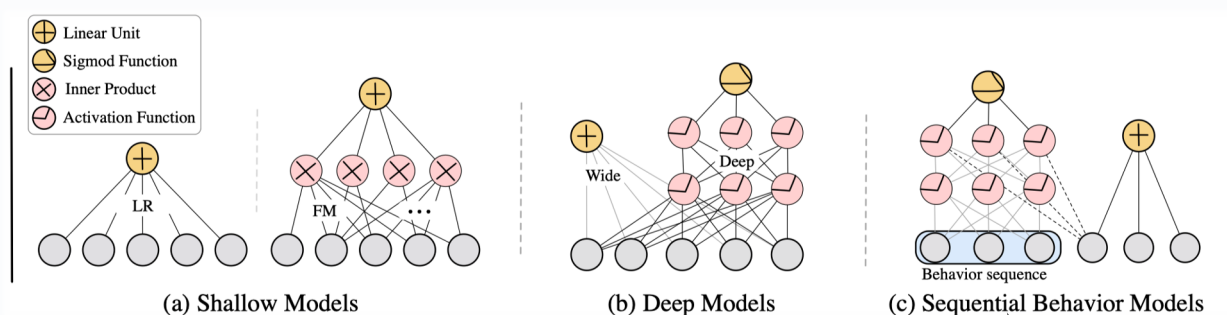 Linear Unit
Sigmod Function
Inner Product
Activation Function
LR
FM
...
Wide
Deep
Behavior sequence
(a) Shallow Models
(b) Deep Models
(c) Sequential Behavior Models